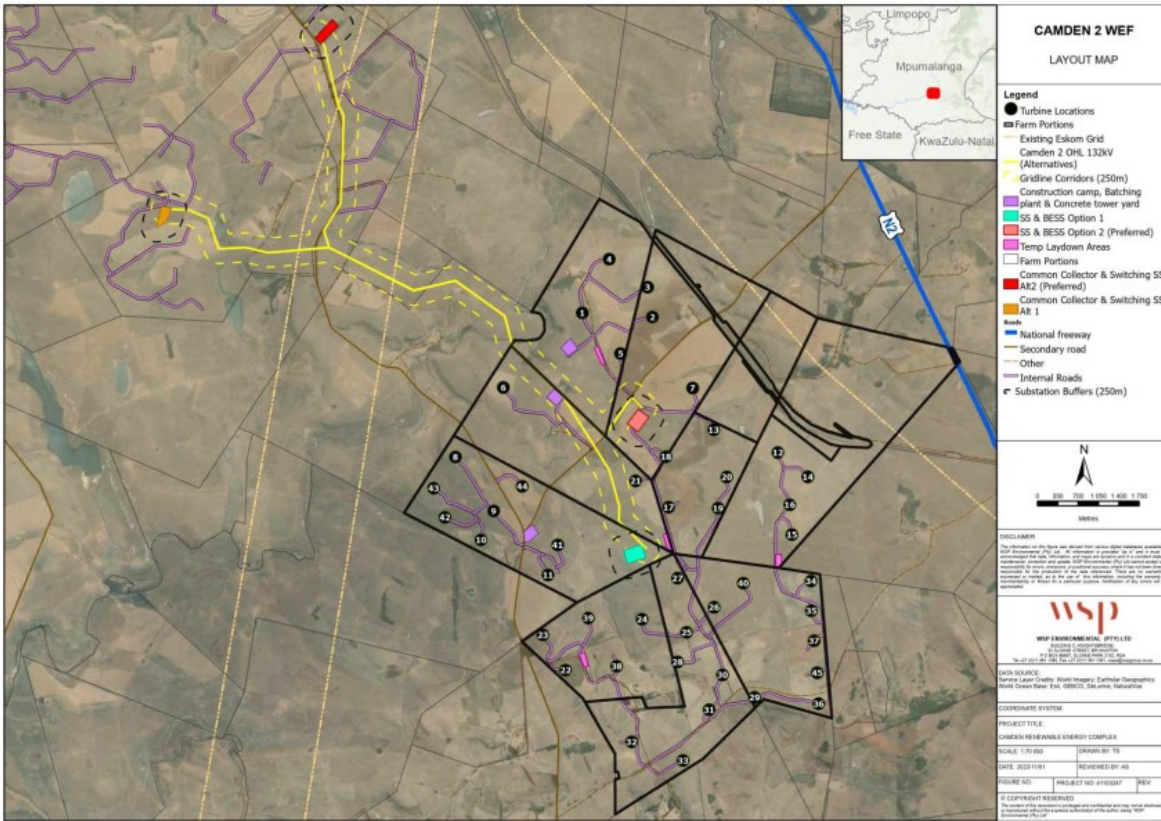 CAMDEN 2 WEF
LAYOUT MAP
Legend
Turbine Locations
Farm Portions
Existing Eskom Grid
Camden 2 OHL 132kV
(Alternatives)
Gridline Corridors (250m)
Construction camp, Batching
plant & Concrete tower yard
SS & BESS Option 1
SS & BESS Option 2 (Preferred)
Temp Laydown Areas
Farm Portions
Common Collector & Switching SS
Alt2 (Preferred)
Common Collector & Switching SS
Alt 1
Roads
National freeway
Secondary road
Other
Internal Roads
Substation Buffers (250m)
N
0 350 700 1 050 1 400 1 750
Metres
DISCLAIMER
wsp
WSP ENVIRONMENTAL (PTY) LTD
DATA SOURCE:
COORDINATE SYSTEM:
PROJECT TITLE:
CAMDEN RENEWABLE ENERGY COMPLEX
DRAWN BY: TS
REVIEWED BY: AB
FIGURE NO:
REV:
© COPYRIGHT RESERVED
Limpopo
Mpumalanga
Free State
KwaZulu-Natal
N2
4
3
1
2
5
6
7
13
18
8
44
21
12
14
20
43
9
17
19
16
42
10
41
15
11
27
40
34
26
35
39
24
23
25
37
22
38
28
45
30
29
36
31
32
33